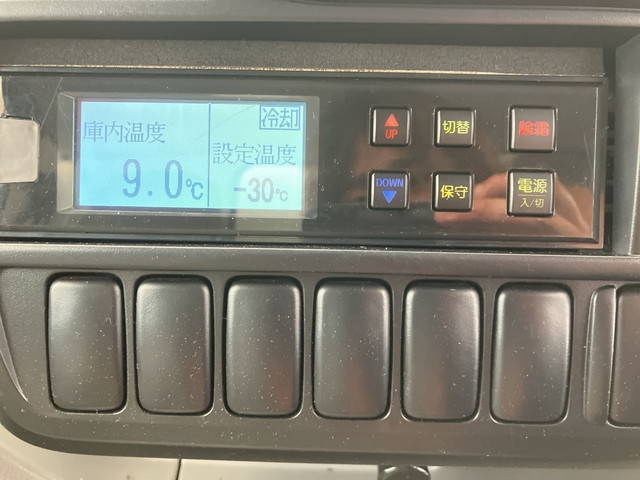 冷却
庫内温度
設定温度
9.0℃
-30℃
UP
切替
除霜
DOWN
保守
電源
入/切